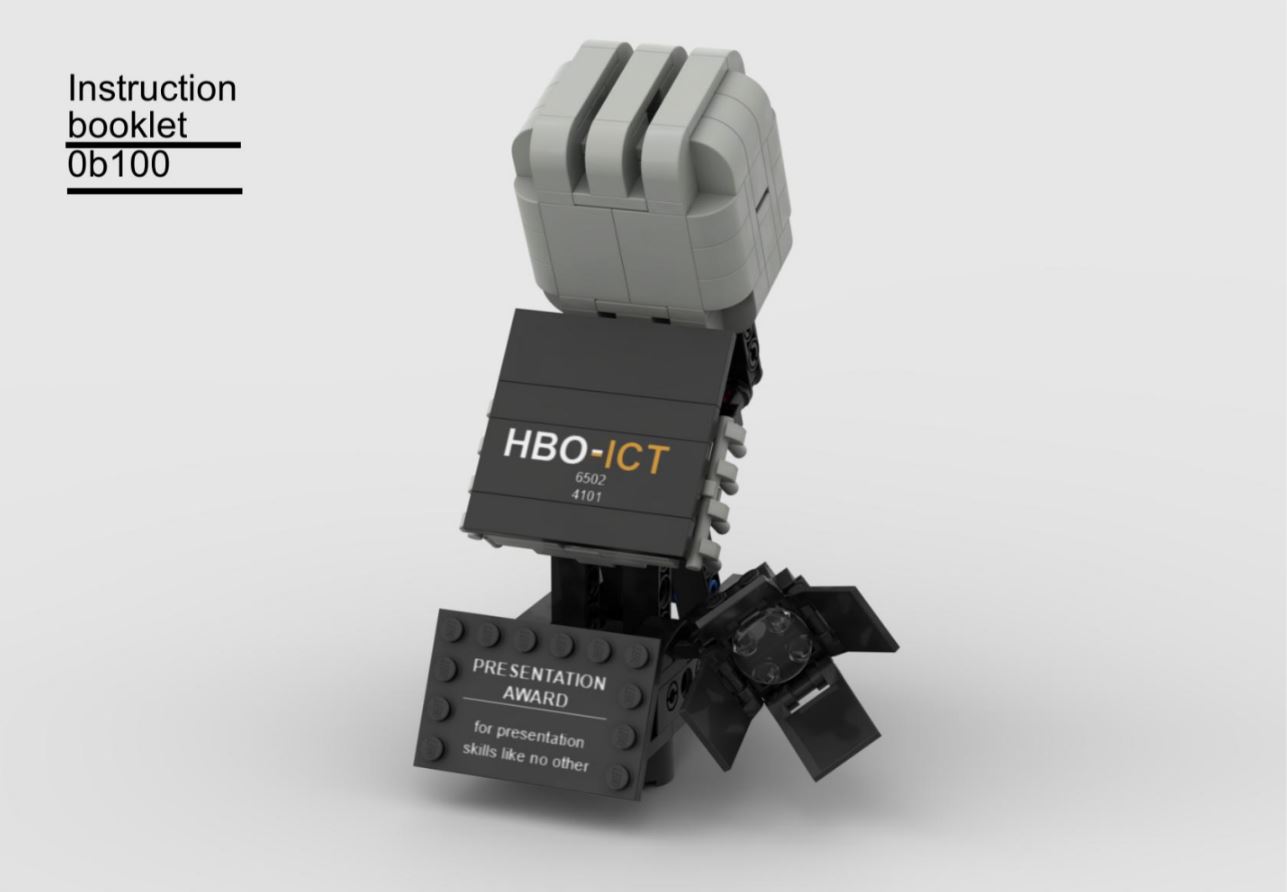 Instruction
booklet
0b100
HBO-ICT
6502
4101
PRESENTATION
AWARD
for presentation
skills like no other